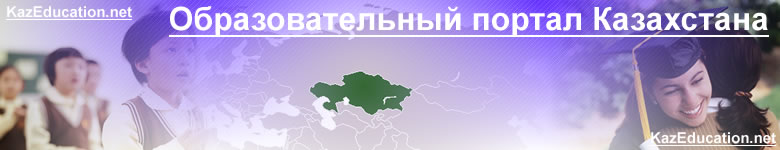 KazEducation.net
Образовательный портал Казахстана
KazEducation.net